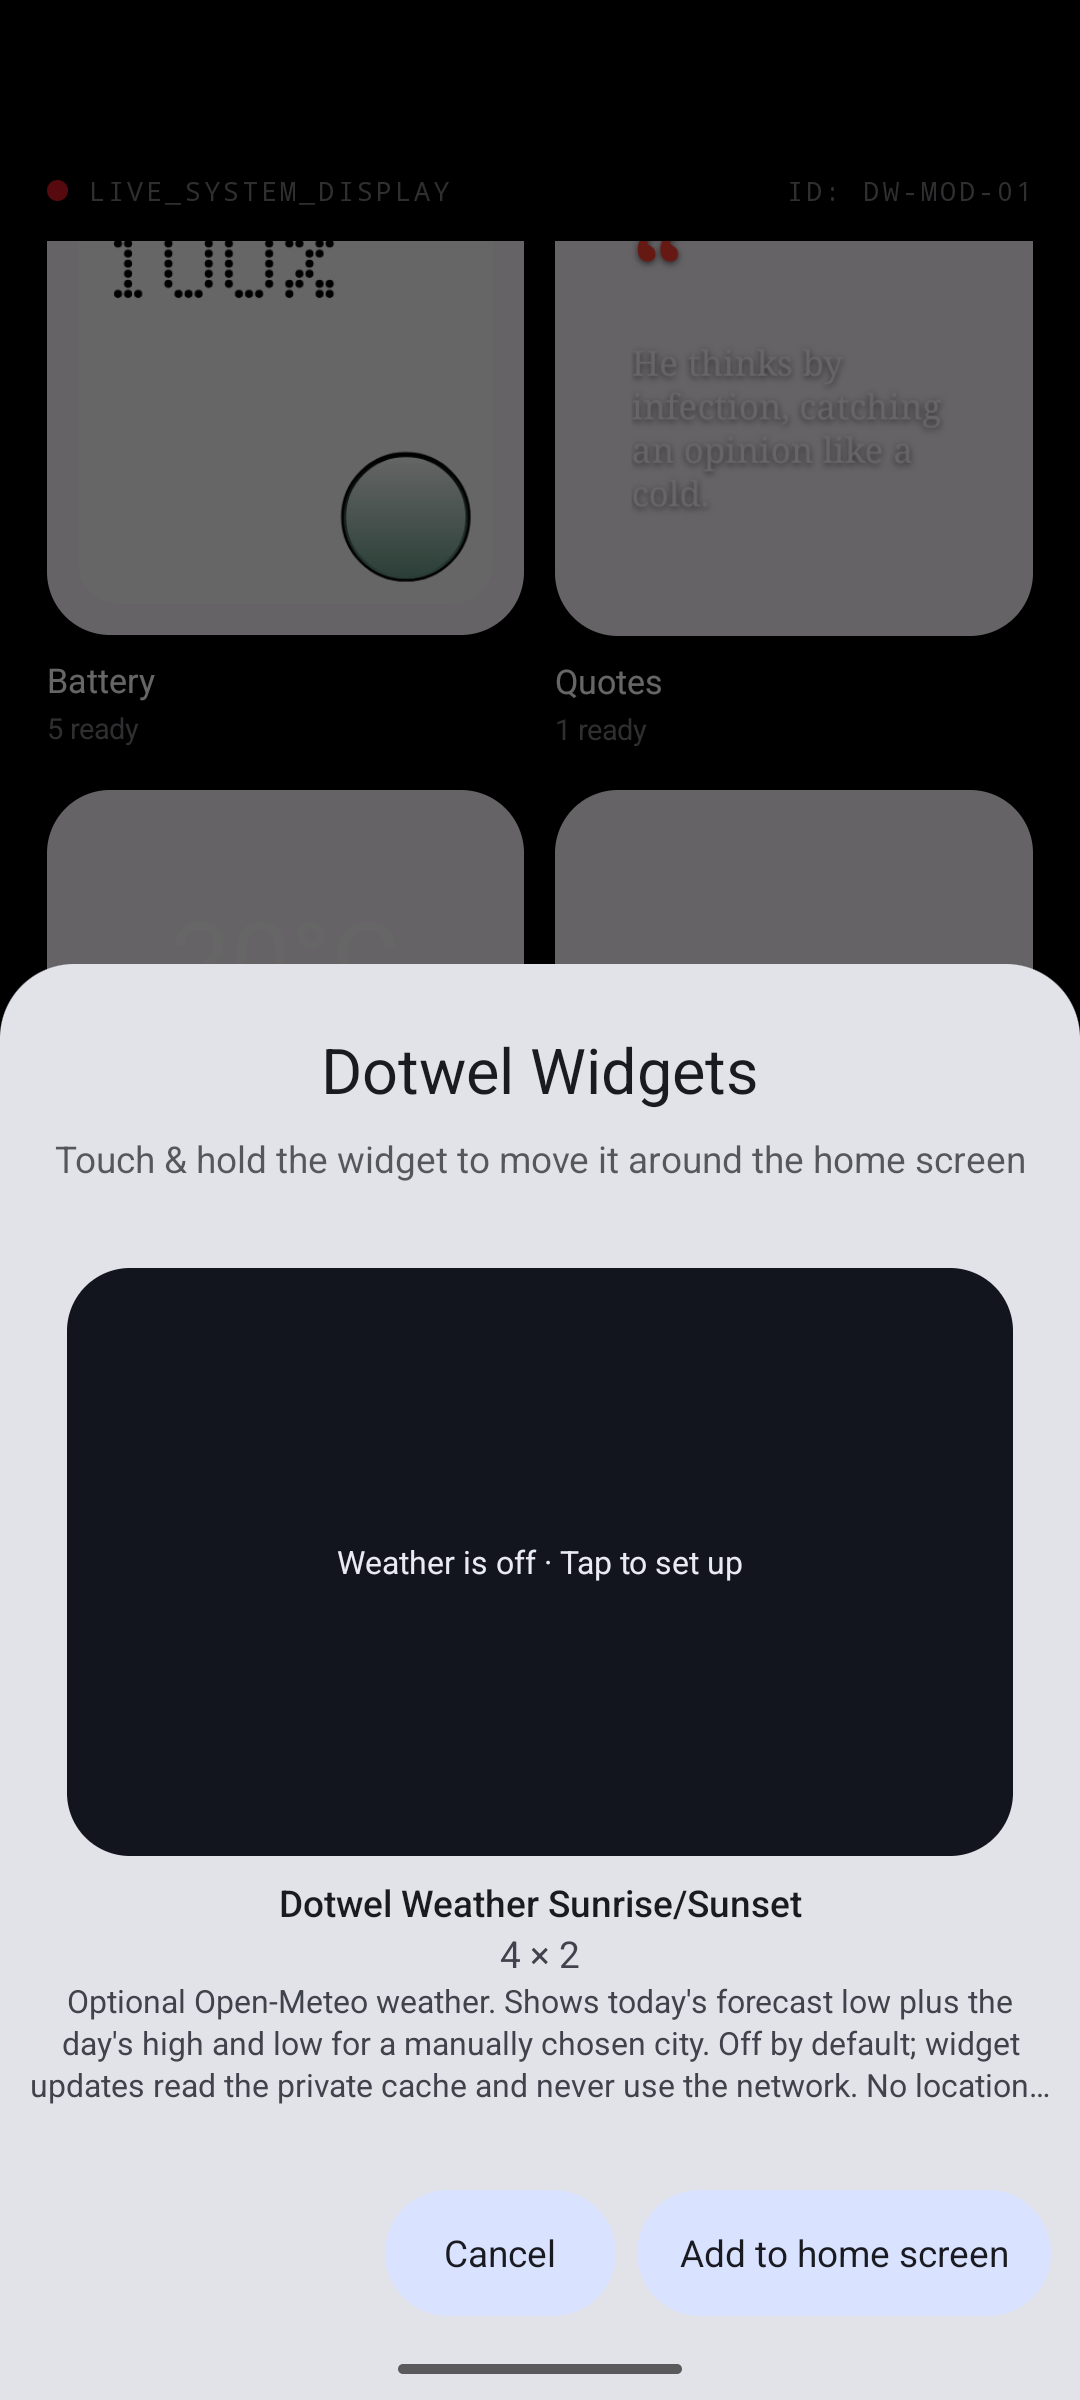 LIVE_SYSTEM_DISPLAY
ID: DW-MOD-01
100%
“
He thinks by
infection, catching
an opinion like a
cold.
Battery
5 ready
Quotes
1 ready
20°C
Dotwel Widgets
Touch & hold the widget to move it around the home screen
Weather is off · Tap to set up
Dotwel Weather Sunrise/Sunset
4 × 2
Optional Open-Meteo weather. Shows today's forecast low plus the
day's high and low for a manually chosen city. Off by default; widget
updates read the private cache and never use the network. No location…
Cancel
Add to home screen